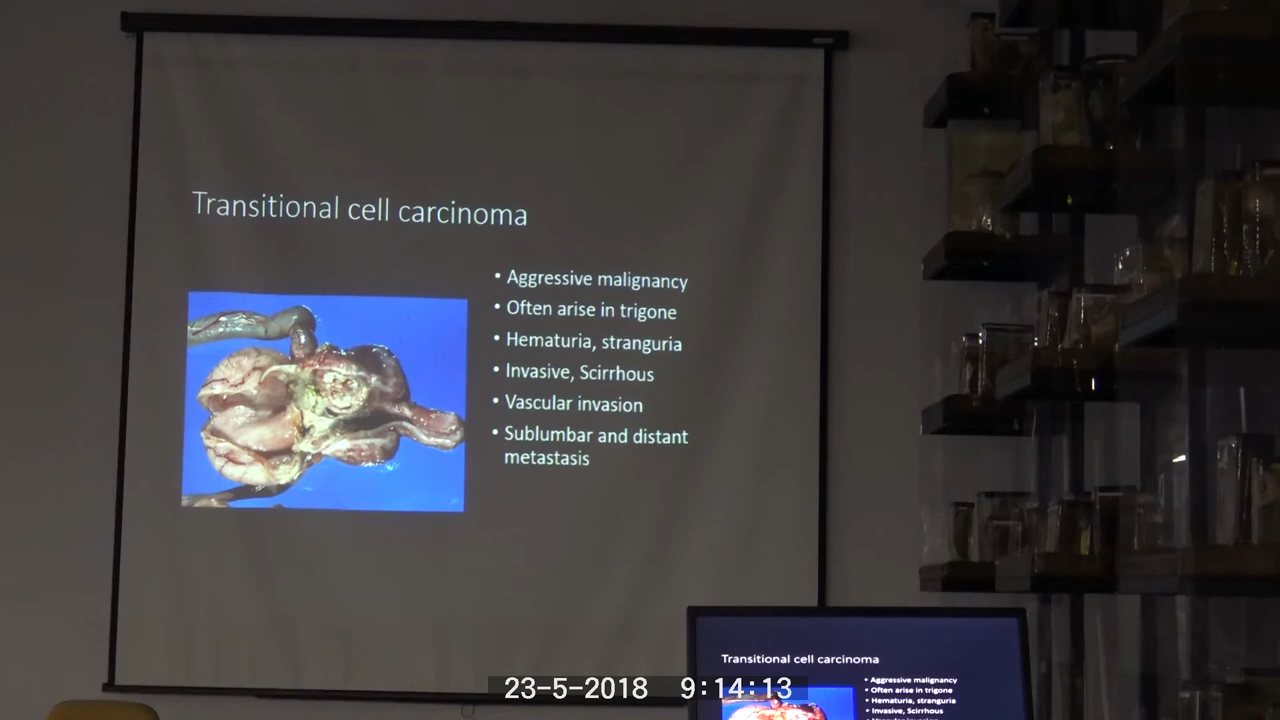 Transitional cell carcinoma
• Aggressive malignancy
• Often arise in trigone
• Hematuria, stranguria
• Invasive, Scirrhous
• Vascular invasion
• Sublumbar and distant
metastasis
Transitional cell carcinoma
• Aggressive malignancy
• Often arise in trigone
• Hematuria, stranguria
• Invasive, Scirrhous
23-5-2018 9:14:13